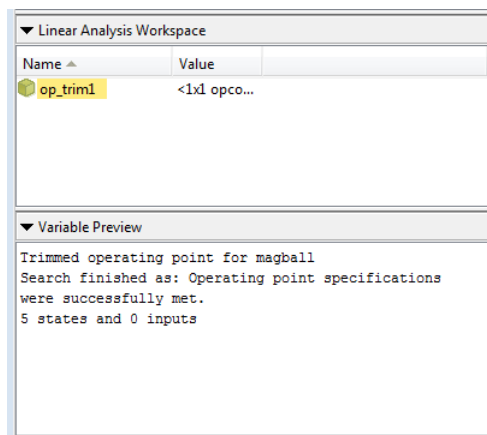 Linear Analysis Workspace
Name Value
op_trim1 <1x1 opco...
Variable Preview
Trimmed operating point for magball
Search finished as: Operating point specifications
were successfully met.
5 states and 0 inputs